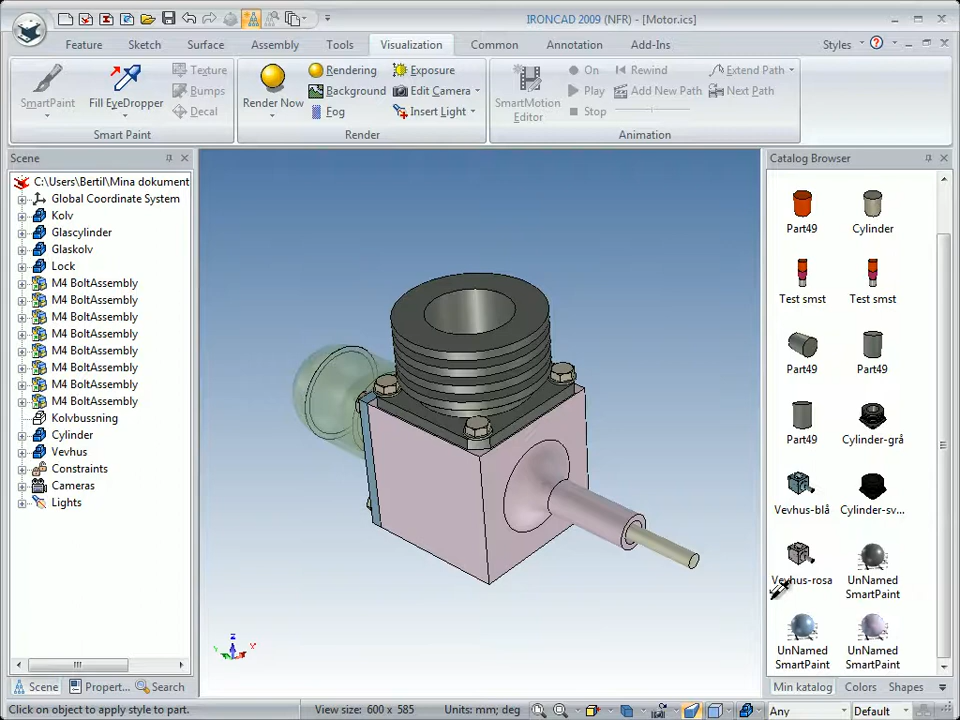 IRONCAD 2009 (NFR) - [Motor.ics]
Feature Sketch Surface Assembly Tools Visualization Common Annotation Add-Ins Styles
SmartPaint
Fill EyeDropper
Texture
Bumps
Decal
Smart Paint
Render Now
Rendering
Background
Fog
Exposure
Edit Camera
Insert Light
Render
SmartMotion
Editor
On
Rewind
Extend Path
Play
Add New Path
Next Path
Stop
Animation
Scene
C:\Users\Bertil\Mina dokument
Global Coordinate System
Kolv
Glascylinder
Glaskolv
Lock
M4 BoltAssembly
M4 BoltAssembly
M4 BoltAssembly
M4 BoltAssembly
M4 BoltAssembly
M4 BoltAssembly
M4 BoltAssembly
M4 BoltAssembly
Kolvbussning
Cylinder
Vevhus
Constraints
Cameras
Lights
Scene Propert... Search
Z
Y
X
Catalog Browser
Part49 Cylinder
Test smst Test smst
Part49 Part49
Part49 Cylinder-grå
Vevhus-blå Cylinder-sv...
Vevhus-rosa UnNamed
SmartPaint
UnNamed UnNamed
SmartPaint SmartPaint
Min katalog Colors Shapes
Click on object to apply style to part. View size: 600 x 585 Units: mm; deg Any Default